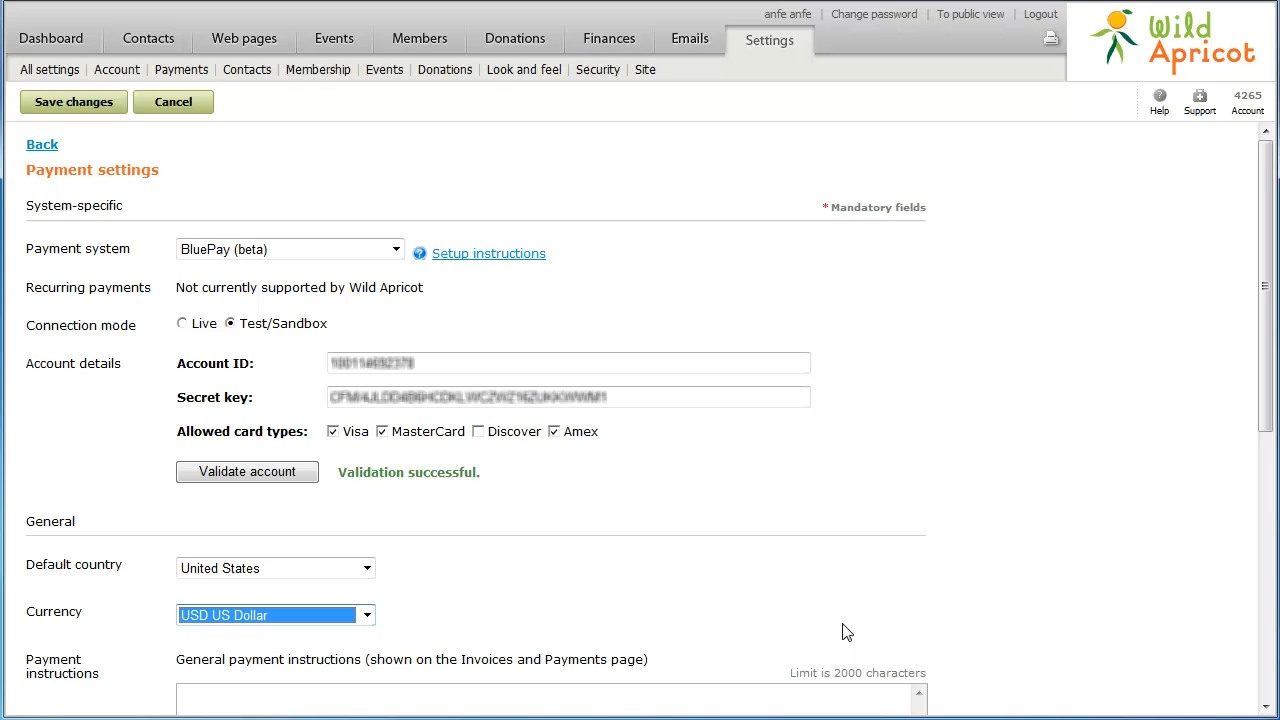 anfe anfe | Change password | To public view | Logout
Dashboard Contacts Web pages Events Members Donations Finances Emails Settings
Wild Apricot
All settings | Account | Payments | Contacts | Membership | Events | Donations | Look and feel | Security | Site
Save changes Cancel
Help Support 4265 Account
Back
Payment settings
System-specific
* Mandatory fields
Payment system BluePay (beta) ? Setup instructions
Recurring payments Not currently supported by Wild Apricot
Connection mode Live Test/Sandbox
Account details Account ID:
Secret key:
Allowed card types: Visa MasterCard Discover Amex
Validate account Validation successful.
General
Default country United States
Currency USD US Dollar
Payment instructions General payment instructions (shown on the Invoices and Payments page)
Limit is 2000 characters